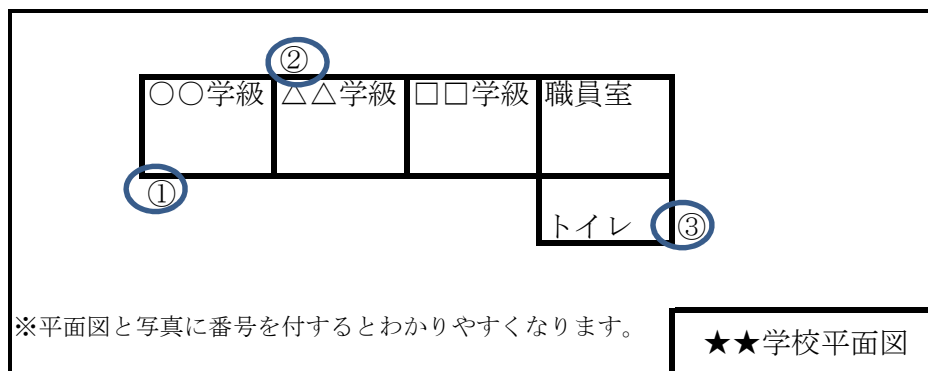 ②
○○学級 △△学級 □□学級 職員室
①
トイレ ③
※平面図と写真に番号を付するとわかりやすくなります。
★★学校平面図